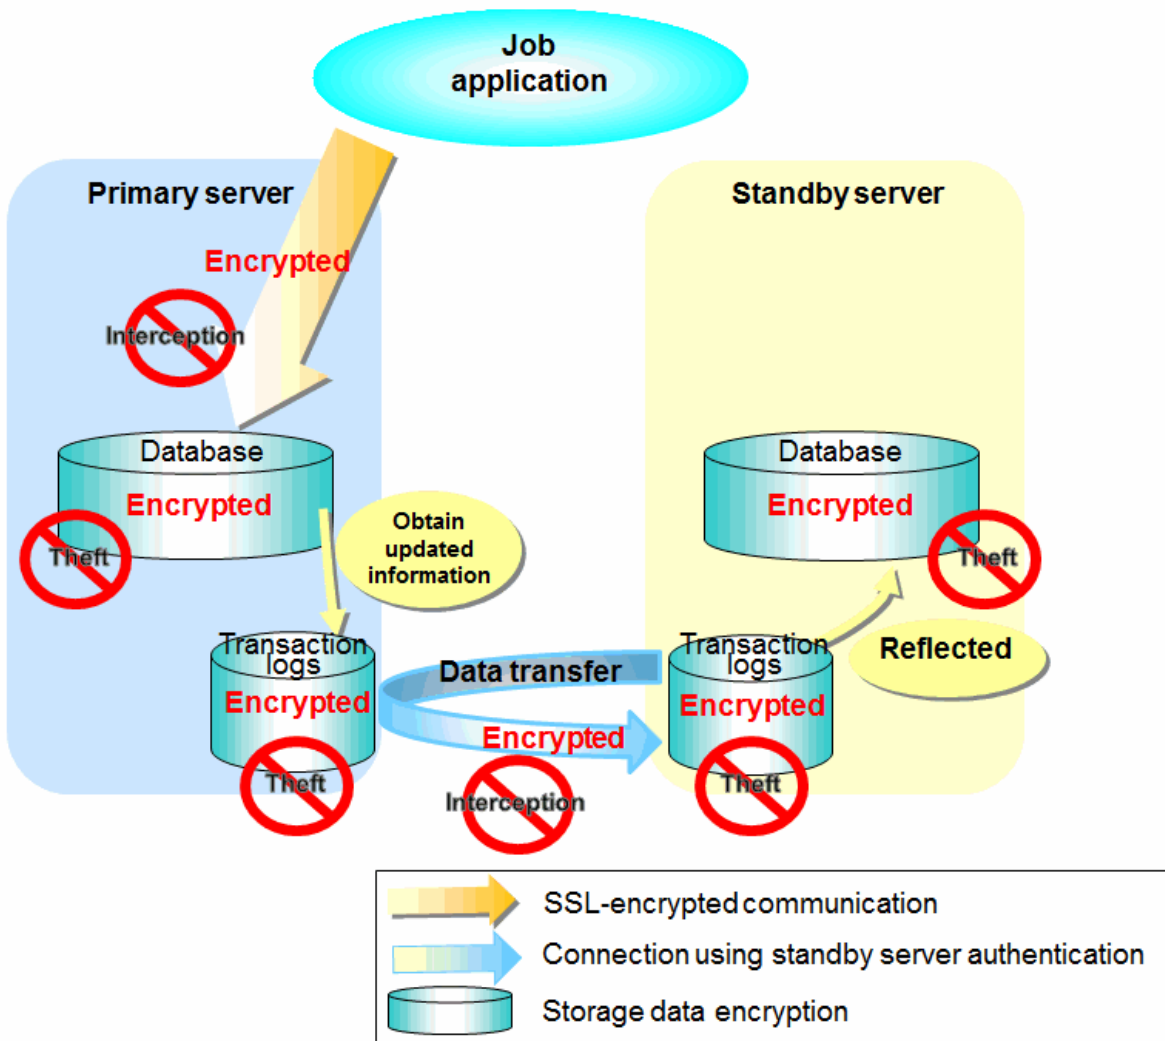 Job
application
Primary server
Standby server
Encrypted
Interception
Database
Encrypted
Theft
Obtain
updated
information
Database
Encrypted
Theft
Transaction
logs
Encrypted
Theft
Data transfer
Encrypted
Interception
Transaction
logs
Encrypted
Theft
Reflected
SSL-encrypted communication
Connection using standby server authentication
Storage data encryption